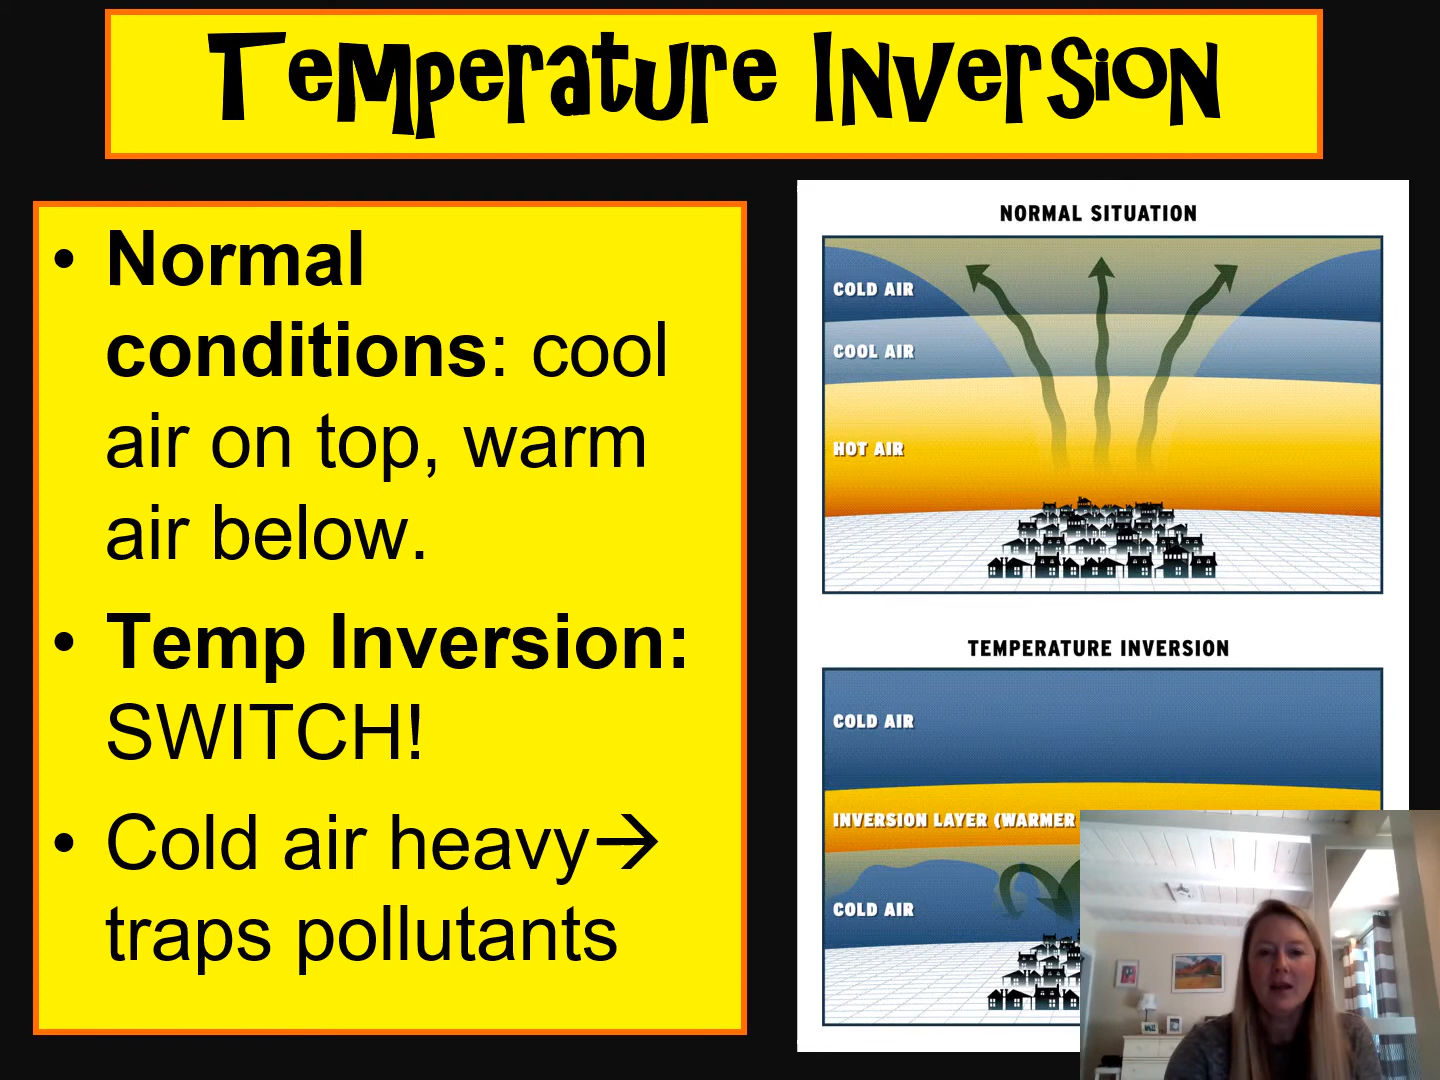 Temperature Inversion
• Normal
conditions: cool
air on top, warm
air below.
• Temp Inversion:
SWITCH!
• Cold air heavy→
traps pollutants
NORMAL SITUATION
COLD AIR
COOL AIR
HOT AIR
TEMPERATURE INVERSION
COLD AIR
INVERSION LAYER (WARMER
COLD AIR